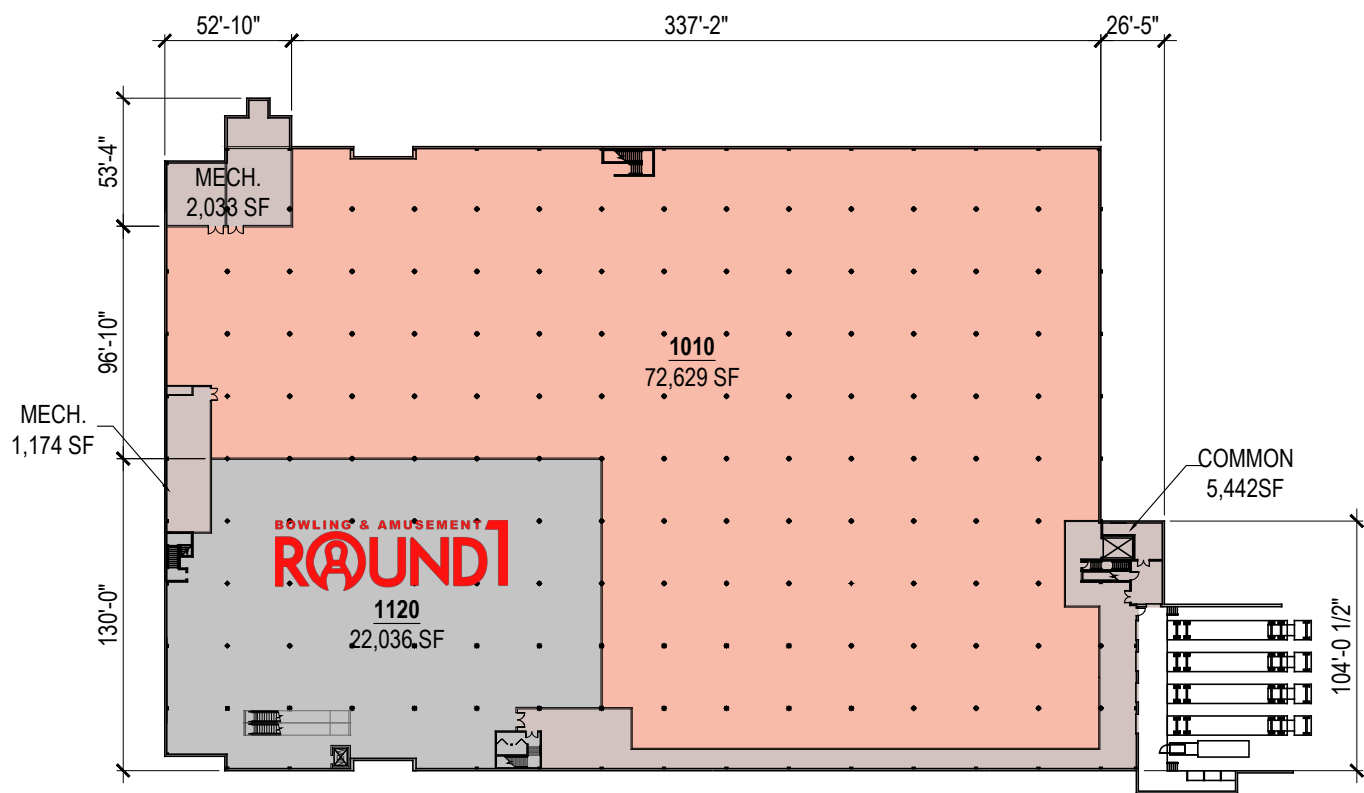 52'-10"
337'-2"
26'-5"
53'-4"
MECH.
2,033 SF
96'-10"
1010
72,629 SF
MECH.
1,174 SF
COMMON
5,442SF
BOWLING & AMUSEMENT
ROUND1
1120
22,036 SF
130'-0"
104'-0 1/2"